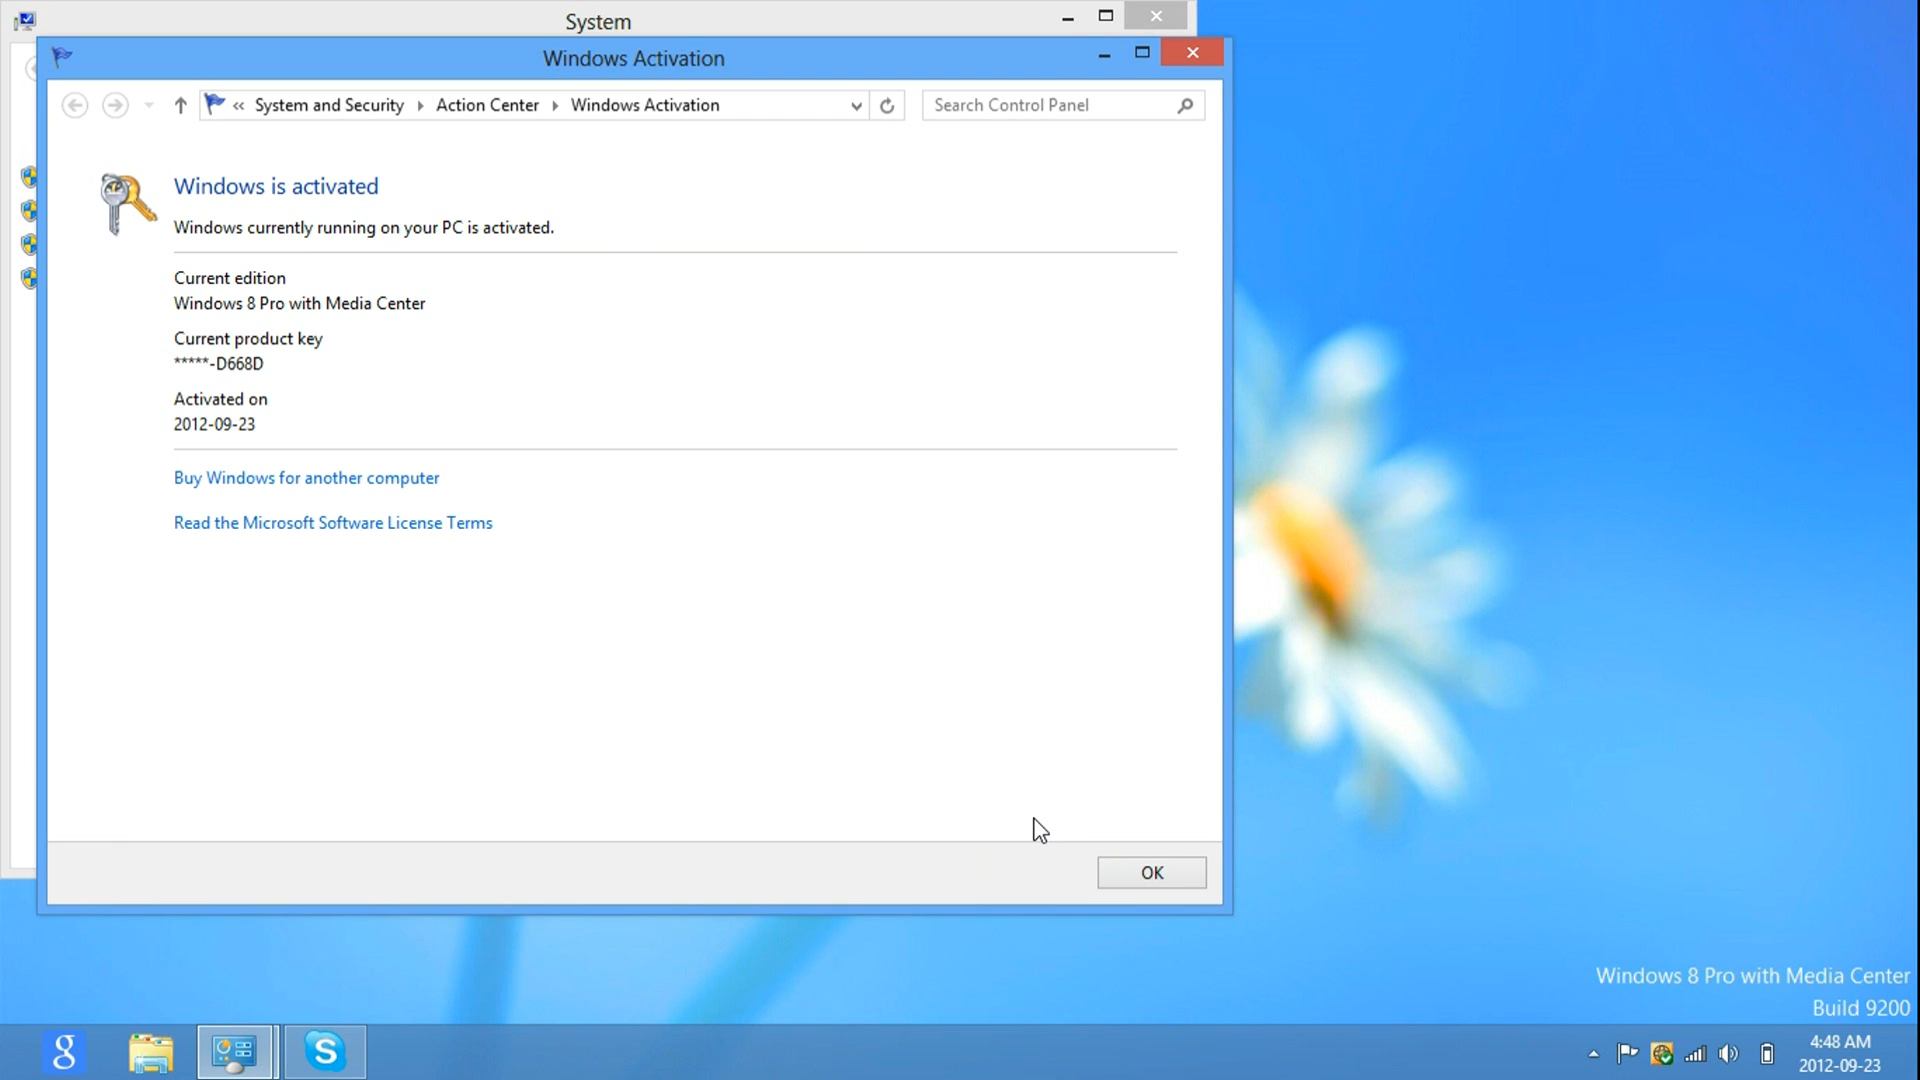 System
Windows Activation
« System and Security Action Center Windows Activation
Search Control Panel
Windows is activated
Windows currently running on your PC is activated.
Current edition
Windows 8 Pro with Media Center
Current product key
*****-D668D
Activated on
2012-09-23
Buy Windows for another computer
Read the Microsoft Software License Terms
OK
Windows 8 Pro with Media Center
Build 9200
g
S
4:48 AM
2012-09-23